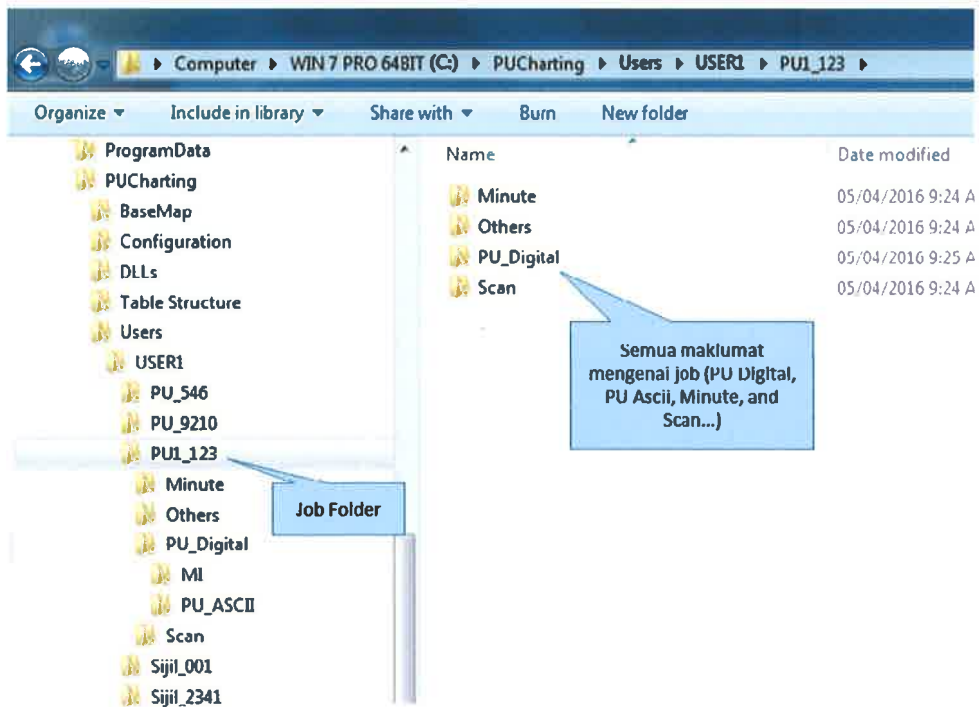 Computer ▸ WIN 7 PRO 64BIT (C:) ▸ PUCharting ▸ Users ▸ USER1 ▸ PU1_123 ▸
Organize Include in library Share with Burn New folder
ProgramData
PUCharting
BaseMap
Configuration
DLLs
Table Structure
Users
USER1
PU_546
PU_9210
PU1_123
Minute
Others
PU_Digital
MI
PU_ASCII
Scan
Sijil_001
Sijil_2341
Name Date modified
Minute 05/04/2016 9:24 A
Others 05/04/2016 9:24 A
PU_Digital 05/04/2016 9:25 A
Scan 05/04/2016 9:24 A
Semua maklumat
mengenai job (PU Digital,
PU Ascii, Minute, and
Scan...)
Job Folder